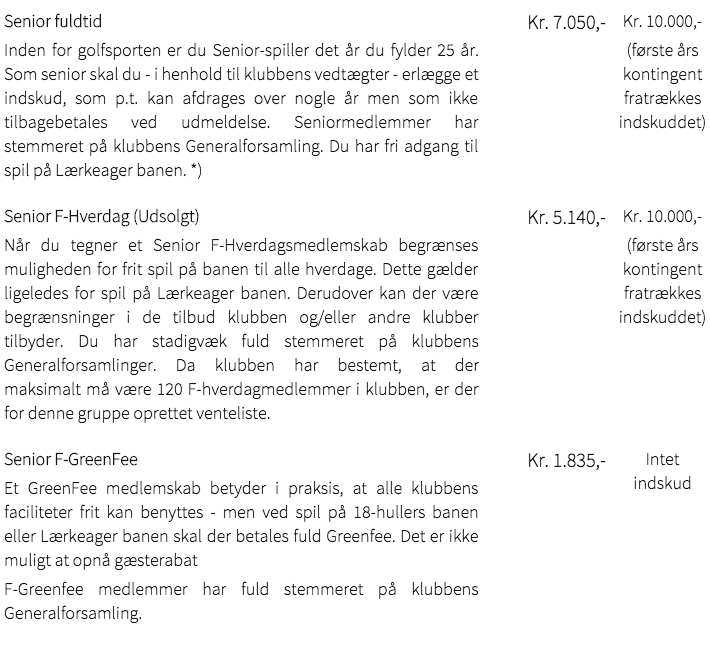 Senior fuldtid
Kr. 7.050,-
Kr. 10.000,-
(første års
kontingent
fratrækkes
indskuddet)
Inden for golfsporten er du Senior-spiller det år du fylder 25 år.
Som senior skal du - i henhold til klubbens vedtægter - erlægge et
indskud, som p.t. kan afdrages over nogle år men som ikke
tilbagebetales ved udmeldelse. Seniormedlemmer har
stemmeret på klubbens Generalforsamling. Du har fri adgang til
spil på Lærkeager banen. *)
Senior F-Hverdag (Udsolgt)
Kr. 5.140,-
Kr. 10.000,-
(første års
kontingent
fratrækkes
indskuddet)
Når du tegner et Senior F-Hverdagsmedlemskab begrænses
muligheden for frit spil på banen til alle hverdage. Dette gælder
ligeledes for spil på Lærkeager banen. Derudover kan der være
begrænsninger i de tilbud klubben og/eller andre klubber
tilbyder. Du har stadigvæk fuld stemmeret på klubbens
Generalforsamlinger. Da klubben har bestemt, at der
maksimalt må være 120 F-hverdagmedlemmer i klubben, er der
for denne gruppe oprettet venteliste.
Senior F-GreenFee
Kr. 1.835,-
Intet
indskud
Et GreenFee medlemskab betyder i praksis, at alle klubbens
faciliteter frit kan benyttes - men ved spil på 18-hullers banen
eller Lærkeager banen skal der betales fuld Greenfee. Det er ikke
muligt at opnå gæsterabat
F-Greenfee medlemmer har fuld stemmeret på klubbens
Generalforsamling.